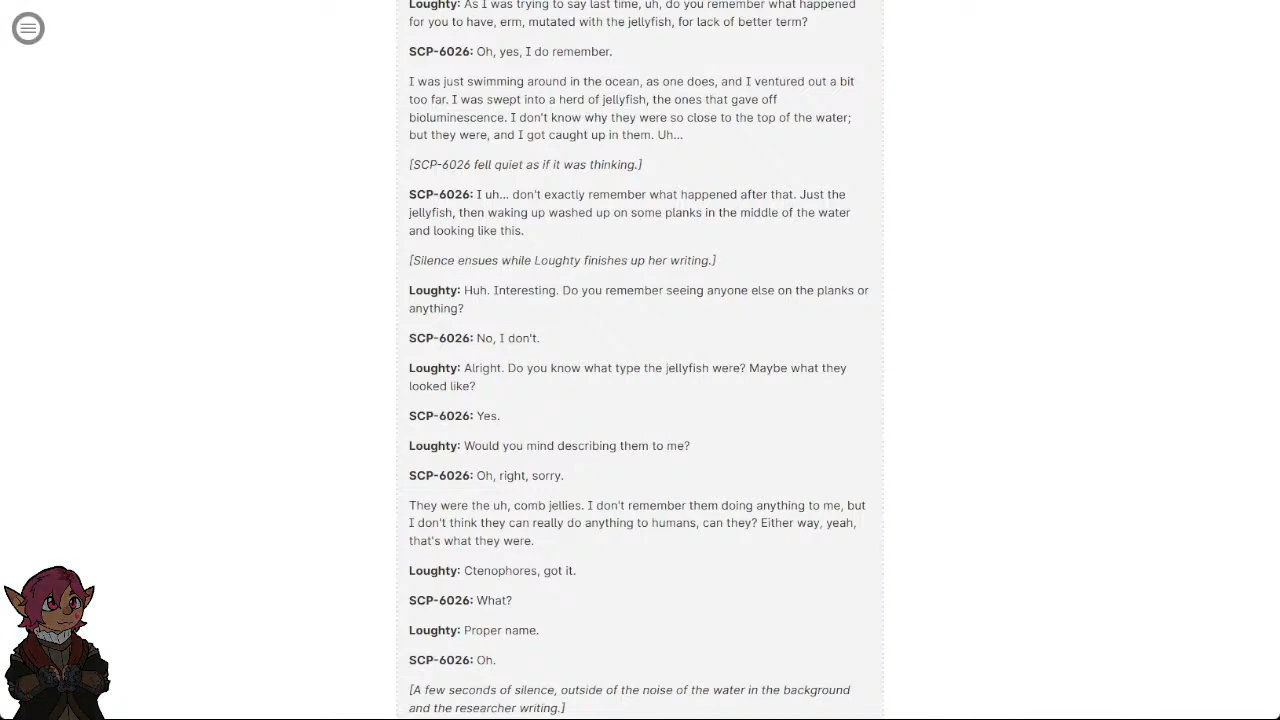 Loughty: As I was trying to say last time, uh, do you remember what happened
for you to have, erm, mutated with the jellyfish, for lack of better term?
SCP-6026: Oh, yes, I do remember.
I was just swimming around in the ocean, as one does, and I ventured out a bit
too far. I was swept into a herd of jellyfish, the ones that gave off
bioluminescence. I don't know why they were so close to the top of the water;
but they were, and I got caught up in them. Uh...
[SCP-6026 fell quiet as if it was thinking.]
SCP-6026: I uh... don't exactly remember what happened after that. Just the
jellyfish then waking up washed up on some planks in the middle of the water
and looking like this.
[Silence ensues while Loughty finishes up her writing.]
Loughty: Huh. Interesting. Do you remember seeing anyone else on the planks or
anything?
SCP-6026: No, I don't.
Loughty: Alright. Do you know what type the jellyfish were? Maybe what they
looked like?
SCP-6026: Yes.
Loughty: Would you mind describing them to me?
SCP-6026: Oh, right, sorry.
They were the uh, comb jellies. I don't remember them doing anything to me, but
I don't think they can really do anything to humans, can they? Either way, yeah,
that's what they were.
Loughty: Ctenophores, got it.
SCP-6026: What?
Loughty: Proper name.
SCP-6026: Oh.
[A few seconds of silence, outside of the noise of the water in the background
and the researcher writing.]